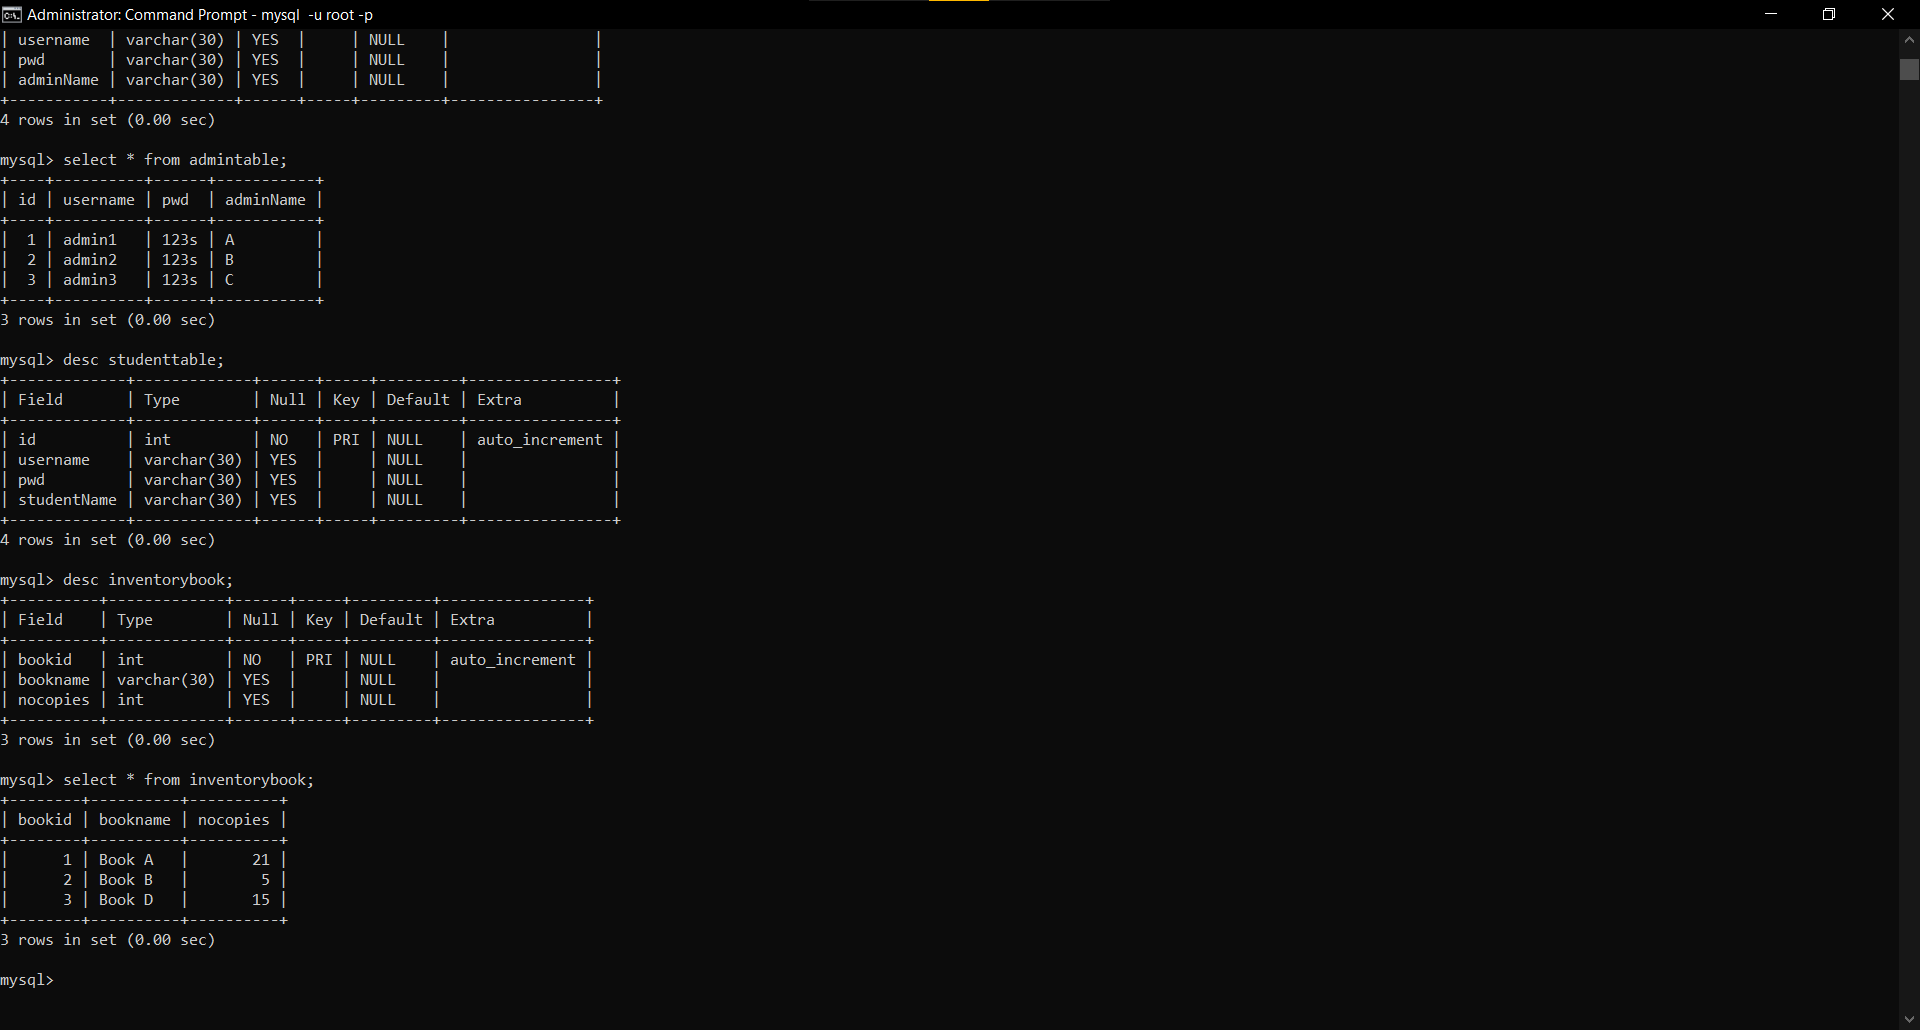 Administrator: Command Prompt - mysql  -u root -p
| username  | varchar(30) | YES  |     | NULL    |                |
| pwd       | varchar(30) | YES  |     | NULL    |                |
| adminName | varchar(30) | YES  |     | NULL    |                |
+-----------+-------------+------+-----+---------+----------------+
4 rows in set (0.00 sec)

mysql> select * from admintable;
+----+----------+------+-----------+
| id | username | pwd  | adminName |
+----+----------+------+-----------+
|  1 | admin1   | 123s | A         |
|  2 | admin2   | 123s | B         |
|  3 | admin3   | 123s | C         |
+----+----------+------+-----------+
3 rows in set (0.00 sec)

mysql> desc studenttable;
+-------------+-------------+------+-----+---------+----------------+
| Field       | Type        | Null | Key | Default | Extra          |
+-------------+-------------+------+-----+---------+----------------+
| id          | int         | NO   | PRI | NULL    | auto_increment |
| username    | varchar(30) | YES  |     | NULL    |                |
| pwd         | varchar(30) | YES  |     | NULL    |                |
| studentName | varchar(30) | YES  |     | NULL    |                |
+-------------+-------------+------+-----+---------+----------------+
4 rows in set (0.00 sec)

mysql> desc inventorybook;
+----------+-------------+------+-----+---------+----------------+
| Field    | Type        | Null | Key | Default | Extra          |
+----------+-------------+------+-----+---------+----------------+
| bookid   | int         | NO   | PRI | NULL    | auto_increment |
| bookname | varchar(30) | YES  |     | NULL    |                |
| nocopies | int         | YES  |     | NULL    |                |
+----------+-------------+------+-----+---------+----------------+
3 rows in set (0.00 sec)

mysql> select * from inventorybook;
+--------+----------+----------+
| bookid | bookname | nocopies |
+--------+----------+----------+
|      1 | Book A   |       21 |
|      2 | Book B   |        5 |
|      3 | Book D   |       15 |
+--------+----------+----------+
3 rows in set (0.00 sec)

mysql>